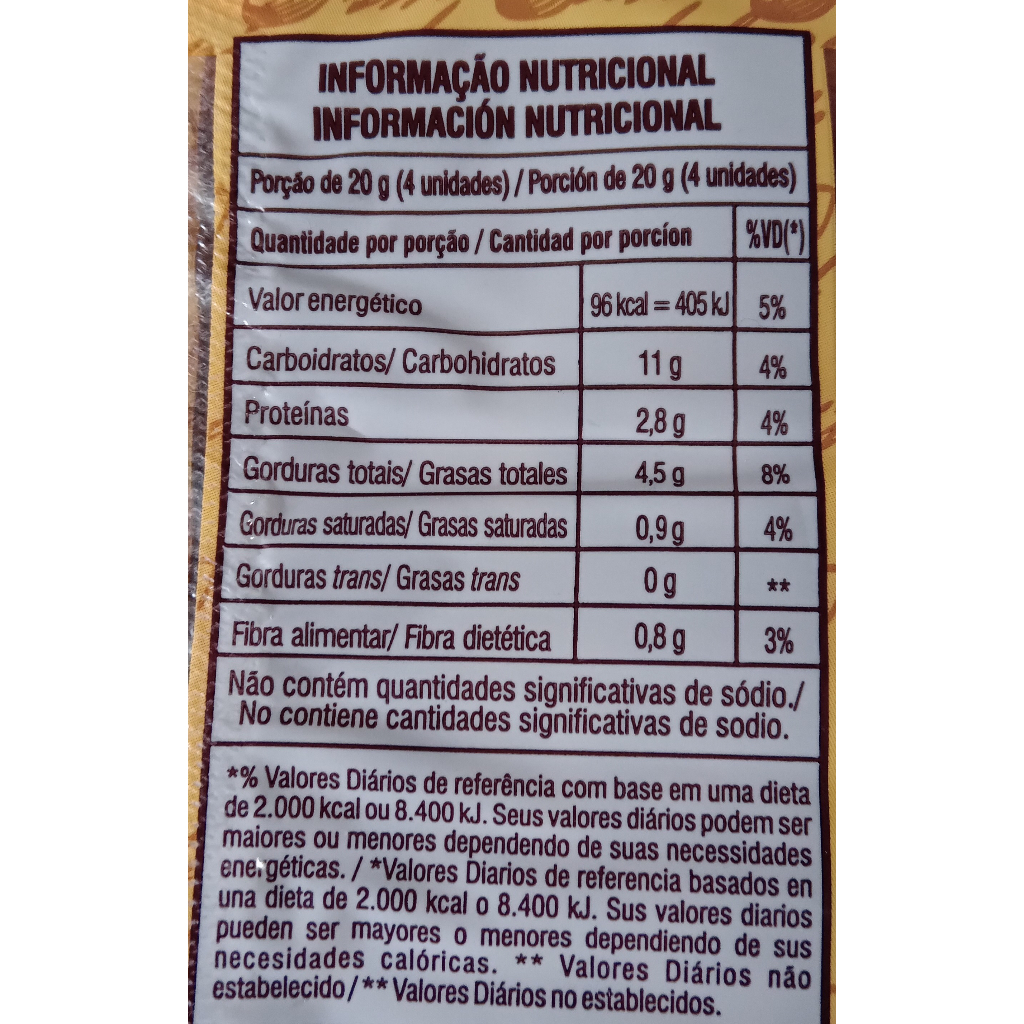 INFORMAÇÃO NUTRICIONAL
INFORMACIÓN NUTRICIONAL
Porção de 20 g (4 unidades) / Porción de 20 g (4 unidades)
Quantidade por porção / Cantidad por porcíon %VD(*)
Valor energético 96 kcal = 405 kJ 5%
Carboidratos/ Carbohidratos 11 g 4%
Proteínas 2,8 g 4%
Gorduras totais/ Grasas totales 4,5 g 8%
Gorduras saturadas/ Grasas saturadas 0,9 g 4%
Gorduras trans/ Grasas trans 0 g **
Fibra alimentar/ Fibra dietética 0,8 g 3%
Não contém quantidades significativas de sódio./
No contiene cantidades significativas de sodio.
*% Valores Diários de referência com base em uma dieta
de 2.000 kcal ou 8.400 kJ. Seus valores diários podem ser
maiores ou menores dependendo de suas necessidades
energéticas. / *Valores Diarios de referencia basados en
una dieta de 2.000 kcal o 8.400 kJ. Sus valores diarios
pueden ser mayores o menores dependiendo de sus
necesidades calóricas. ** Valores Diários não
estabelecido / ** Valores Diários no establecidos.